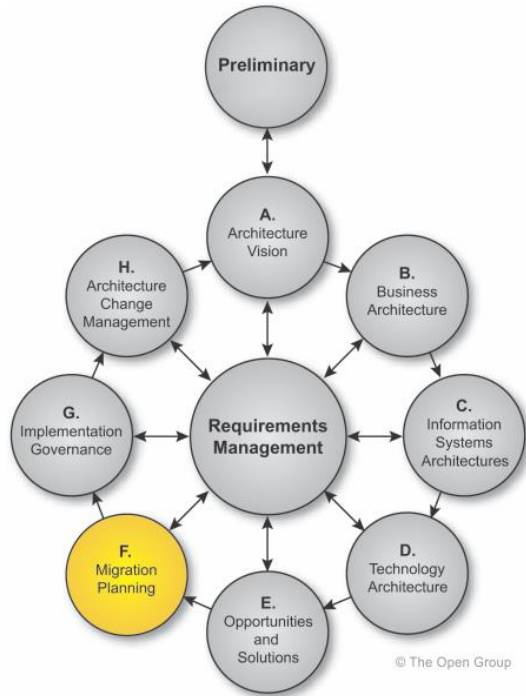 Preliminary
A.
Architecture
Vision
B.
Business
Architecture
C.
Information
Systems
Architectures
D.
Technology
Architecture
E.
Opportunities
and
Solutions
F.
Migration
Planning
G.
Implementation
Governance
H.
Architecture
Change
Management
Requirements
Management
© The Open Group